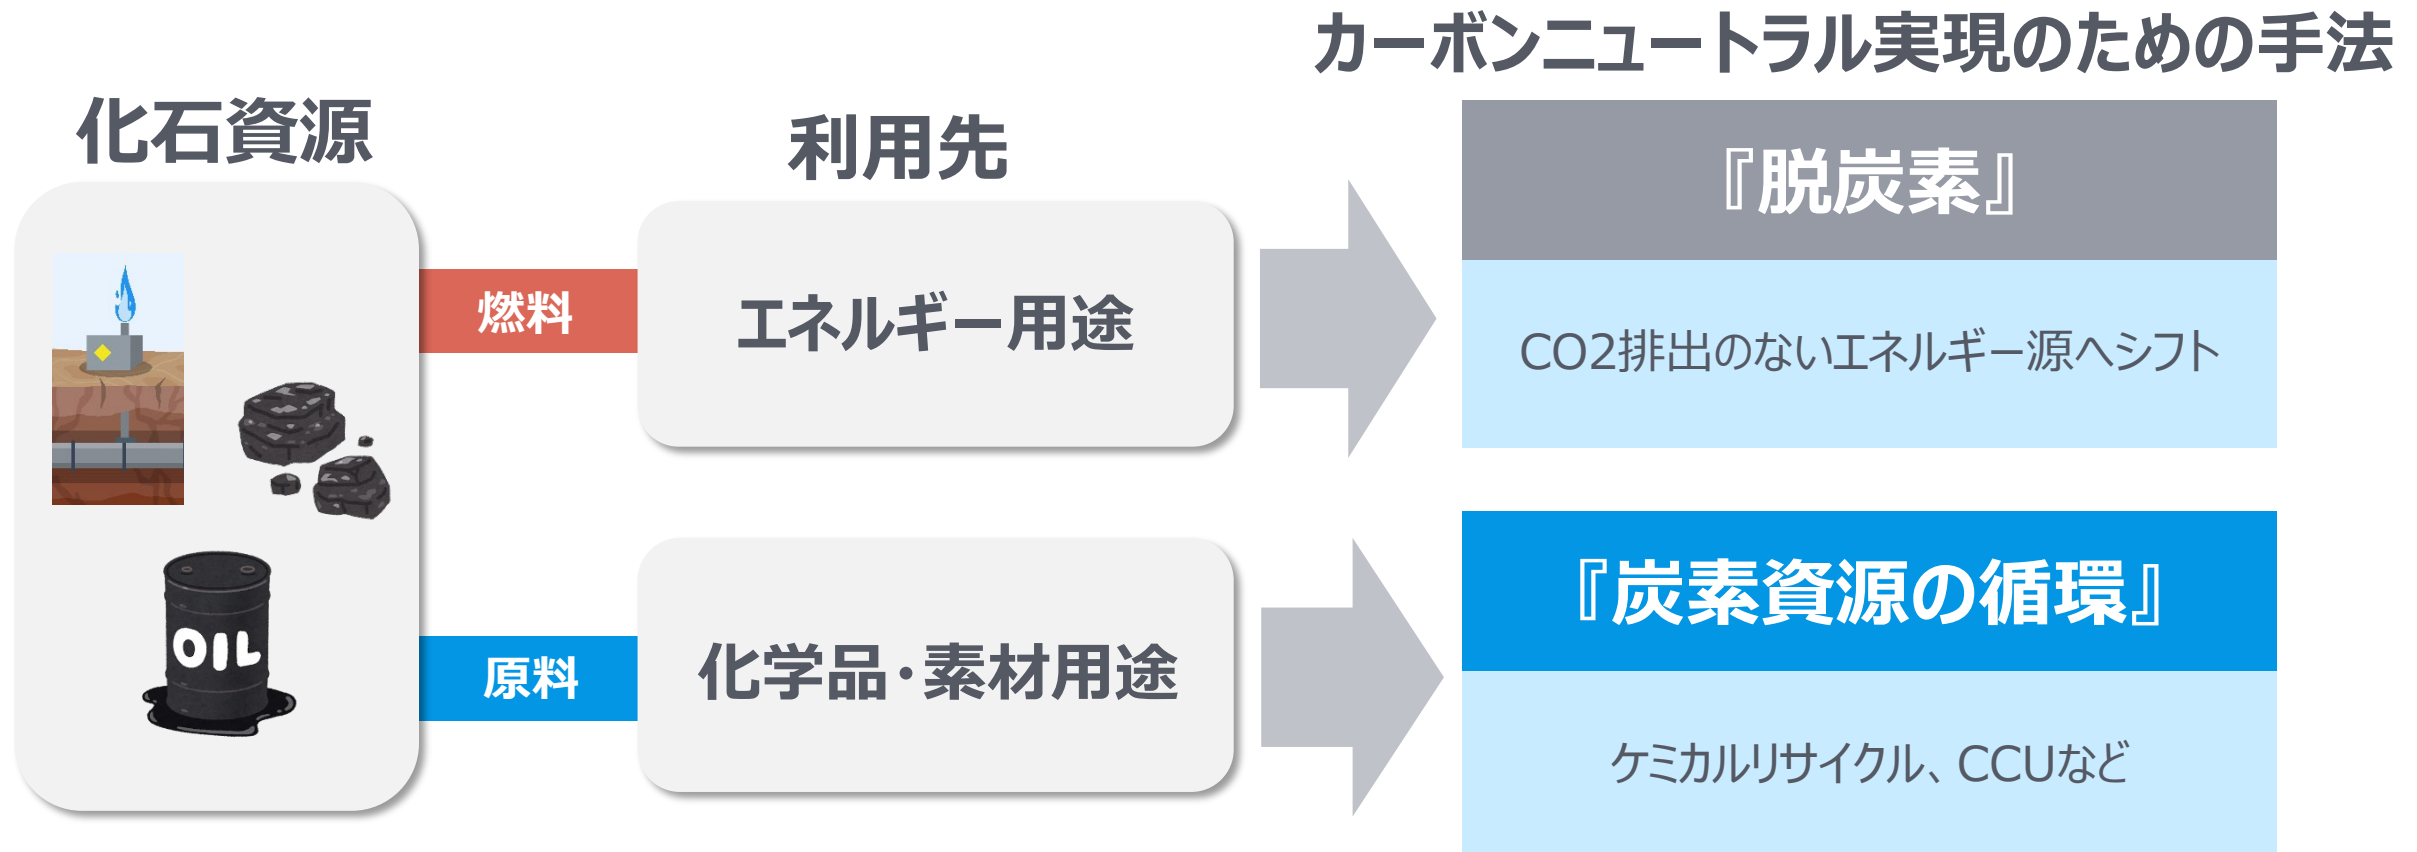 カーボンニュートラル実現のための手法
化石資源
利用先
『脱炭素』
燃料
エネルギー用途
CO2排出のないエネルギー源へシフト
OIL
原料
化学品・素材用途
『炭素資源の循環』
ケミカルリサイクル、CCUなど